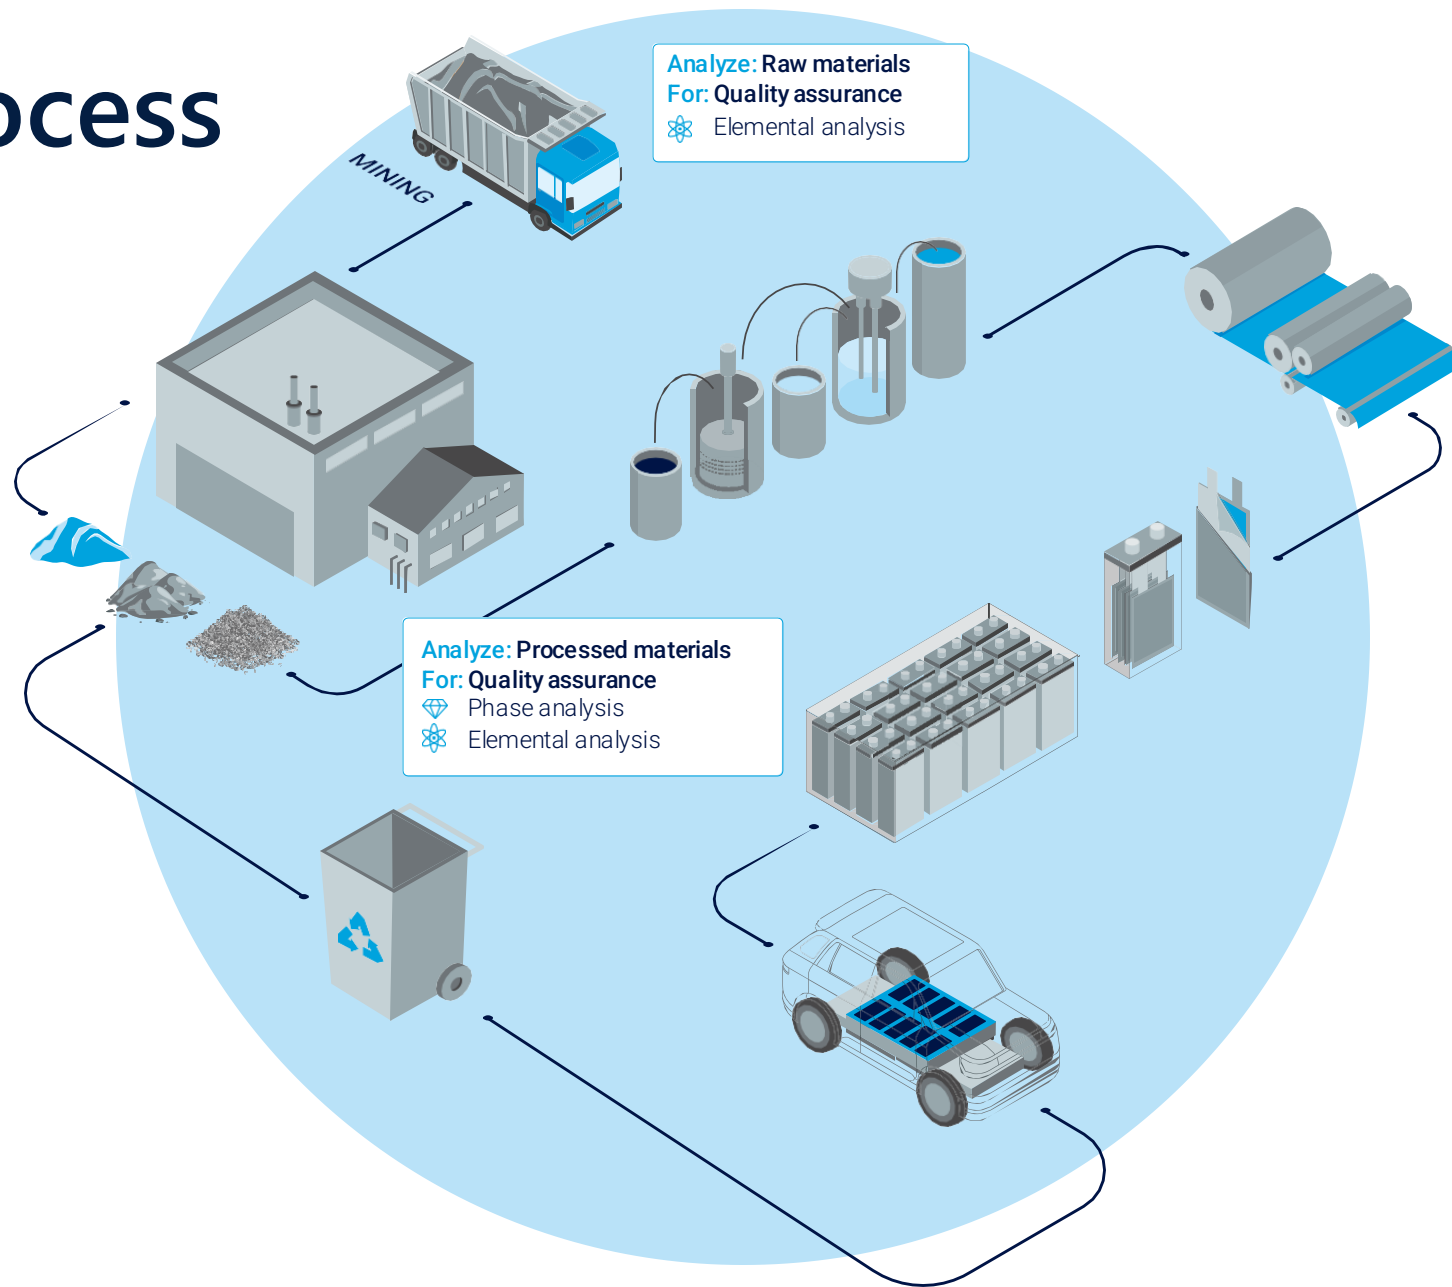 ocess
Analyze: Raw materials
For: Quality assurance
Elemental analysis
MINING
Analyze: Processed materials
For: Quality assurance
Phase analysis
Elemental analysis